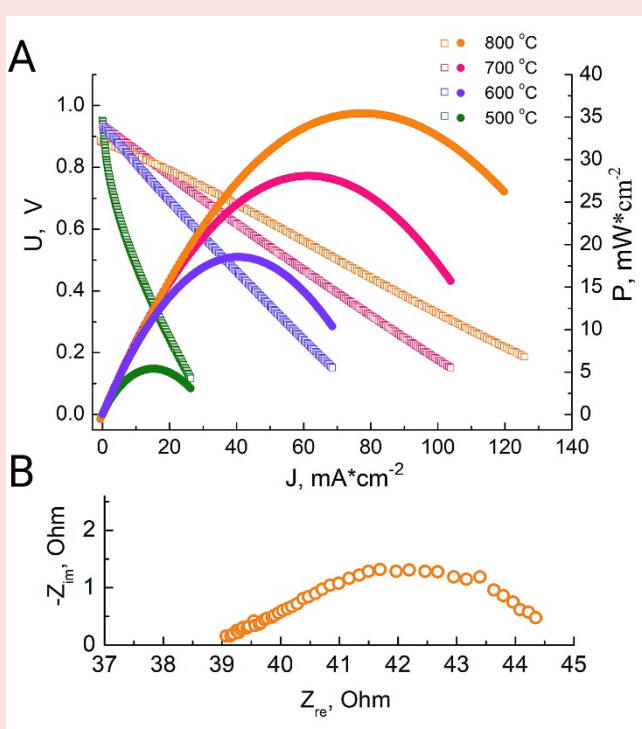 A
800 °C
700 °C
600 °C
500 °C
U, V
1.0
0.8
0.6
0.4
0.2
0.0
P, mW*cm-2
40
35
30
25
20
15
10
5
0
0 20 40 60 80 100 120 140
J, mA*cm-2
B
-Zim, Ohm
2
1
0
37 38 39 40 41 42 43 44 45
Zre, Ohm